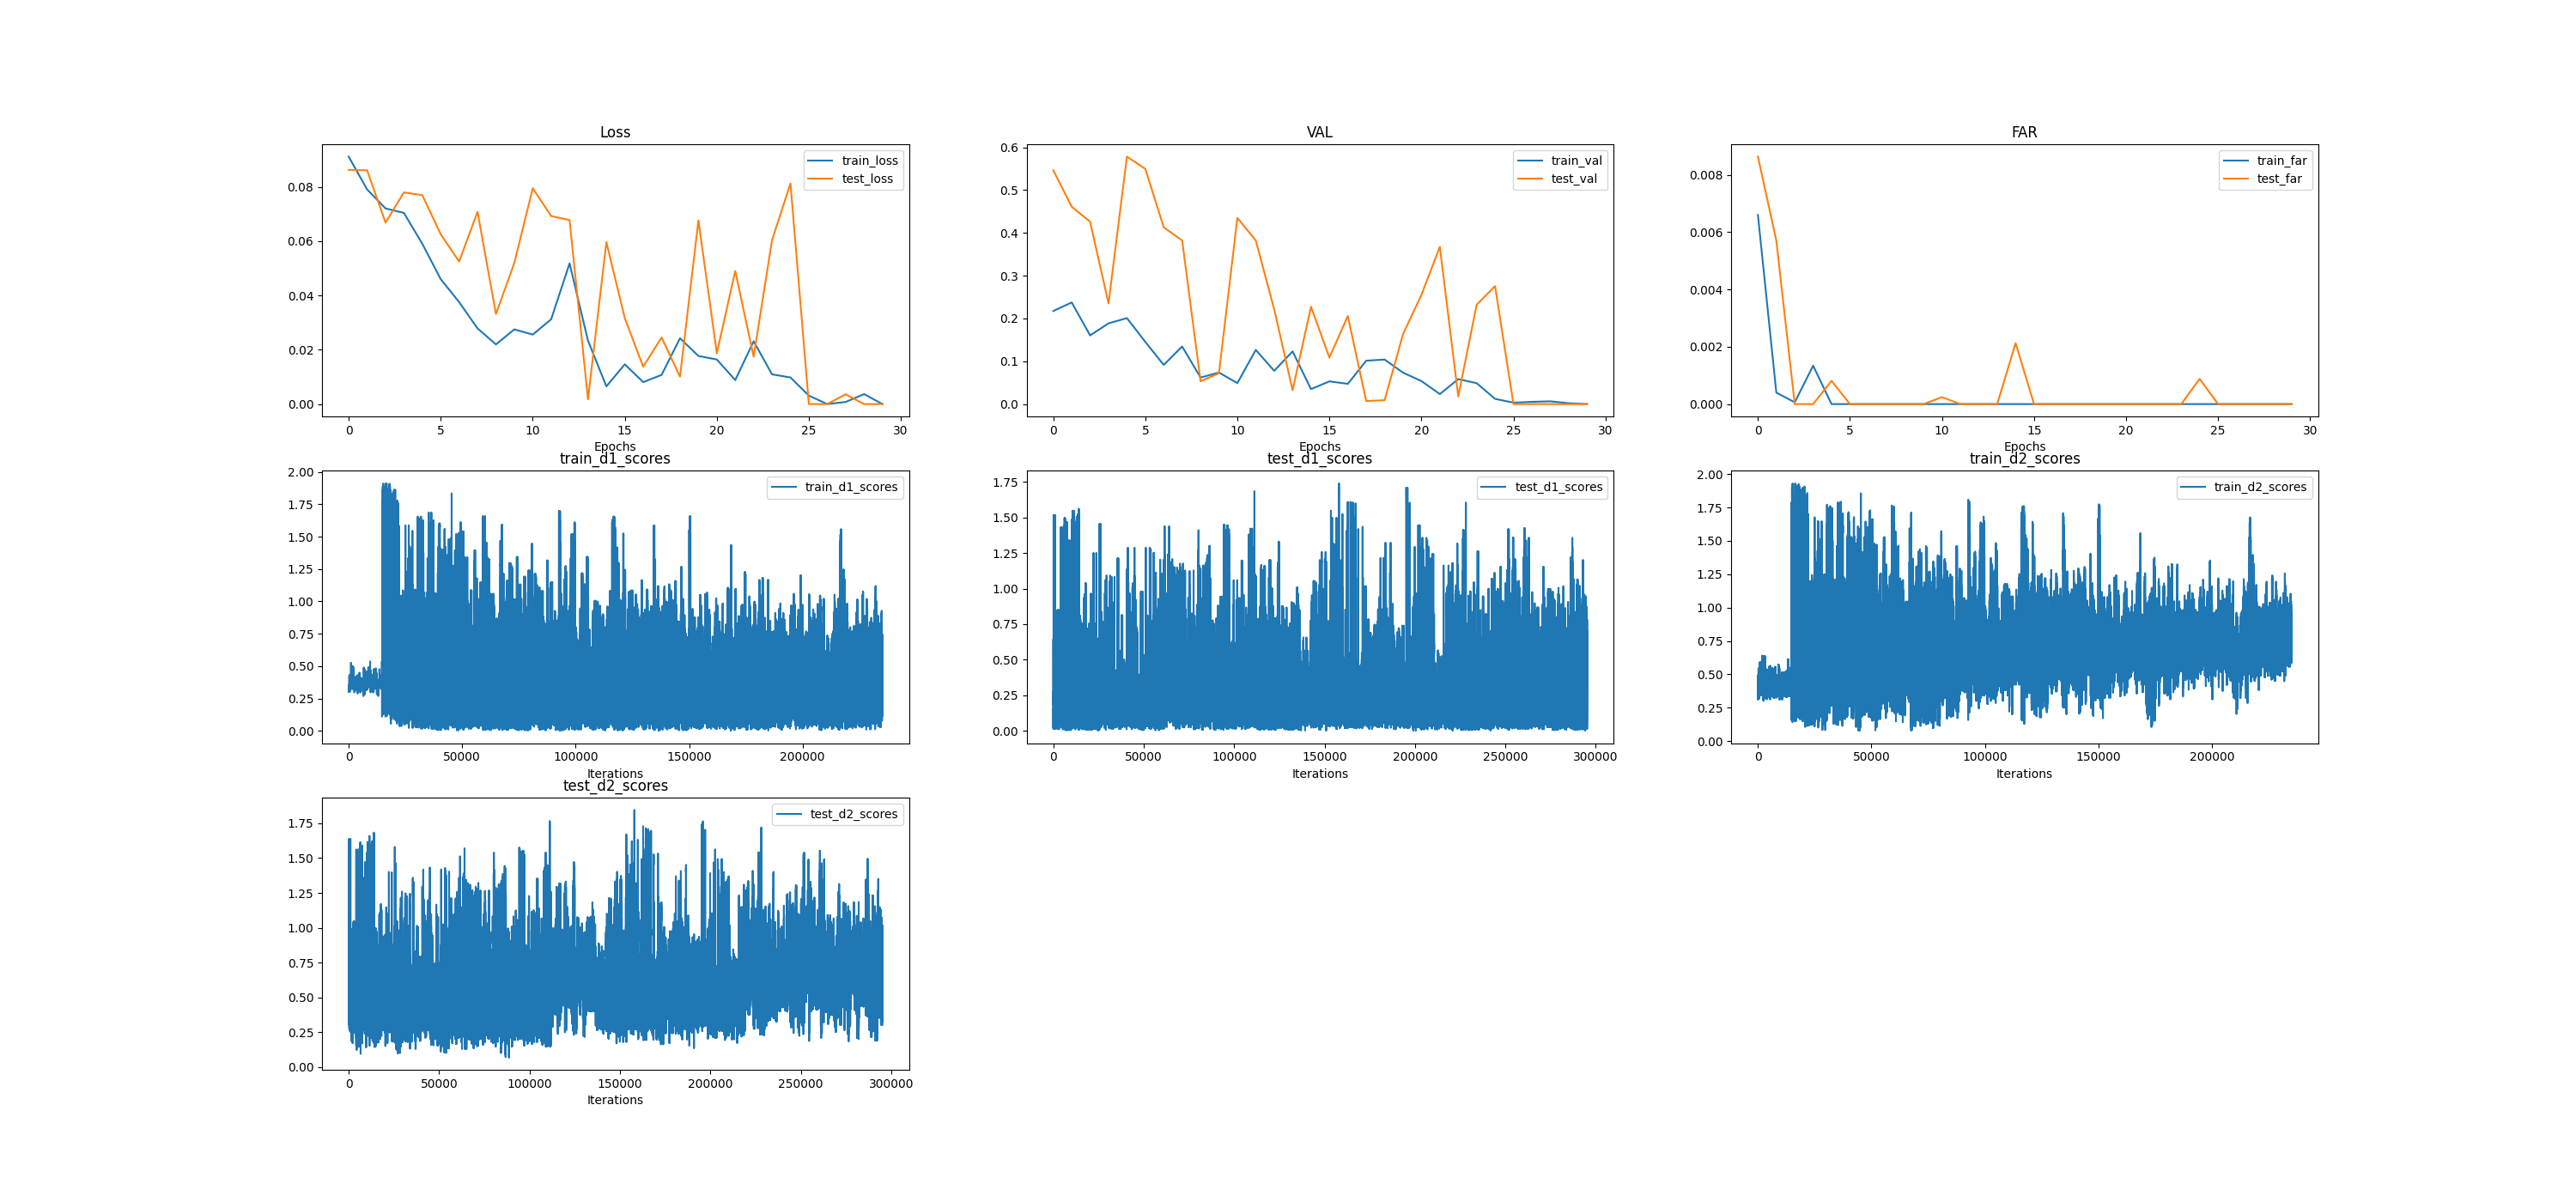 Loss
train_loss
test_loss
0.08
0.06
0.04
0.02
0.00
0 5 10 15 20 25 30
Epochs
VAL
train_val
test_val
0.6
0.5
0.4
0.3
0.2
0.1
0.0
0 5 10 15 20 25 30
Epochs
FAR
train_far
test_far
0.008
0.006
0.004
0.002
0.000
0 5 10 15 20 25 30
Epochs
train_d1_scores
train_d1_scores
2.00
1.75
1.50
1.25
1.00
0.75
0.50
0.25
0.00
0 50000 100000 150000 200000
Iterations
test_d1_scores
test_d1_scores
1.75
1.50
1.25
1.00
0.75
0.50
0.25
0.00
0 50000 100000 150000 200000 250000 300000
Iterations
train_d2_scores
train_d2_scores
2.00
1.75
1.50
1.25
1.00
0.75
0.50
0.25
0.00
0 50000 100000 150000 200000
Iterations
test_d2_scores
test_d2_scores
1.75
1.50
1.25
1.00
0.75
0.50
0.25
0.00
0 50000 100000 150000 200000 250000 300000
Iterations